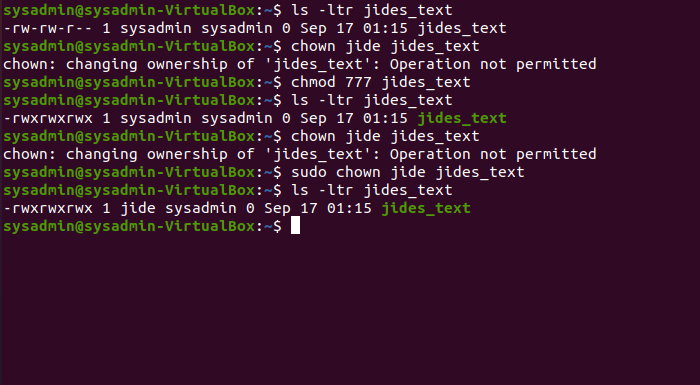 sysadmin@sysadmin-VirtualBox:~$ ls -ltr jides_text
-rw-rw-r-- 1 sysadmin sysadmin 0 Sep 17 01:15 jides_text
sysadmin@sysadmin-VirtualBox:~$ chown jide jides_text
chown: changing ownership of 'jides_text': Operation not permitted
sysadmin@sysadmin-VirtualBox:~$ chmod 777 jides_text
sysadmin@sysadmin-VirtualBox:~$ ls -ltr jides_text
-rwxrwxrwx 1 sysadmin sysadmin 0 Sep 17 01:15 jides_text
sysadmin@sysadmin-VirtualBox:~$ chown jide jides_text
chown: changing ownership of 'jides_text': Operation not permitted
sysadmin@sysadmin-VirtualBox:~$ sudo chown jide jides_text
sysadmin@sysadmin-VirtualBox:~$ ls -ltr jides_text
-rwxrwxrwx 1 jide sysadmin 0 Sep 17 01:15 jides_text
sysadmin@sysadmin-VirtualBox:~$